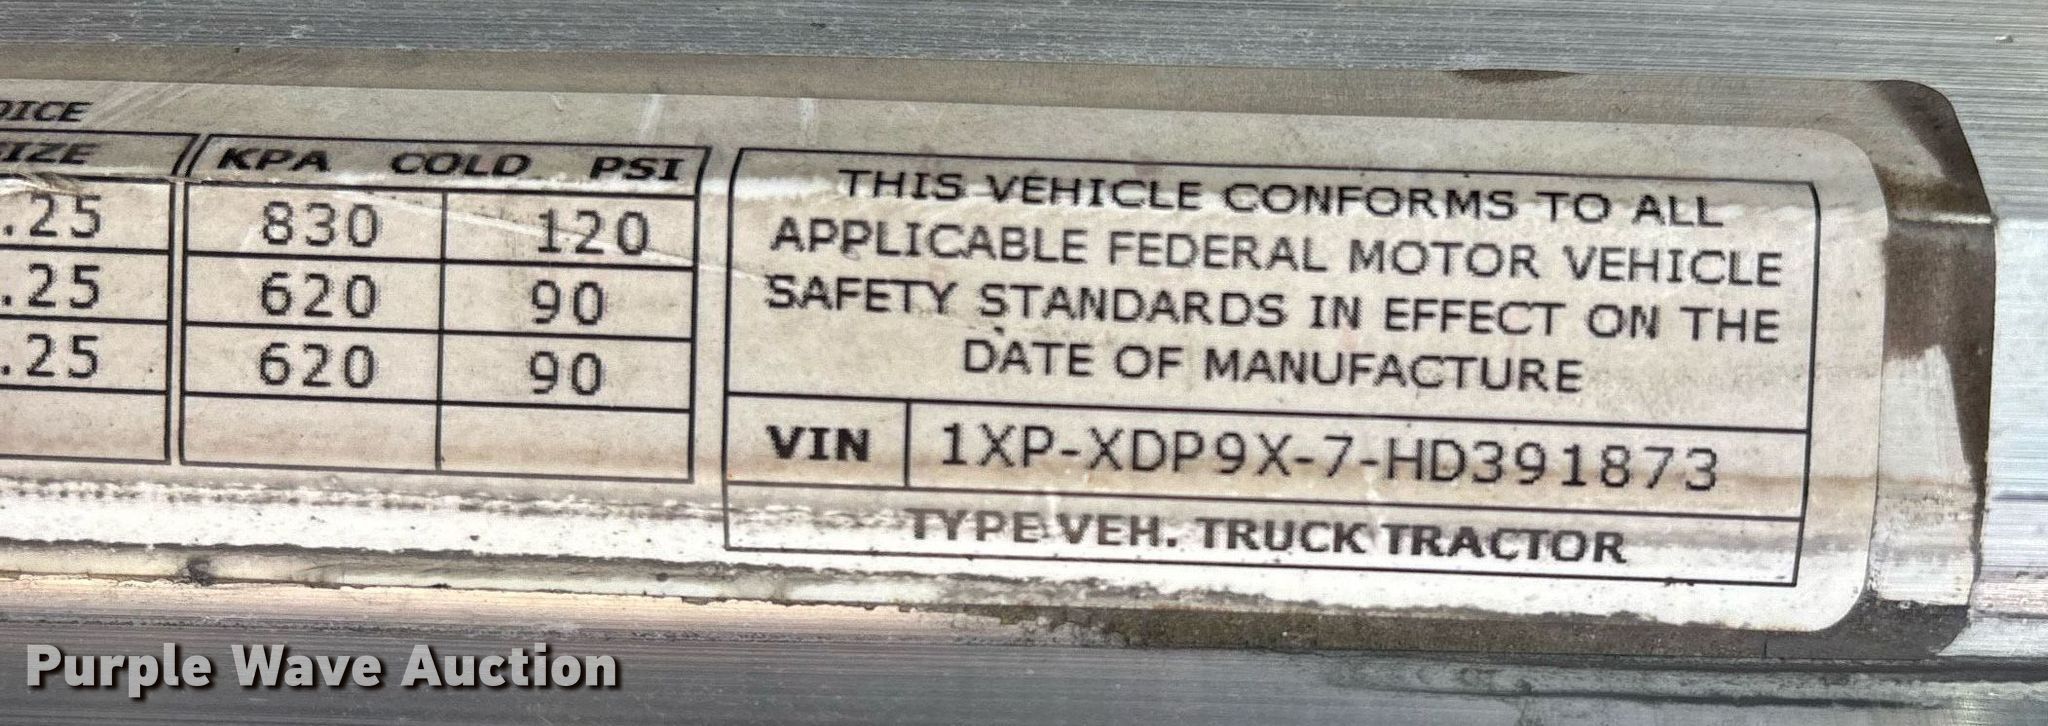 OICE
SIZE KPA COLD PSI
.25 830 120
.25 620 90
.25 620 90
THIS VEHICLE CONFORMS TO ALL
APPLICABLE FEDERAL MOTOR VEHICLE
SAFETY STANDARDS IN EFFECT ON THE
DATE OF MANUFACTURE
VIN 1XP-XDP9X-7-HD391873
TYPE VEH. TRUCK TRACTOR
Purple Wave Auction